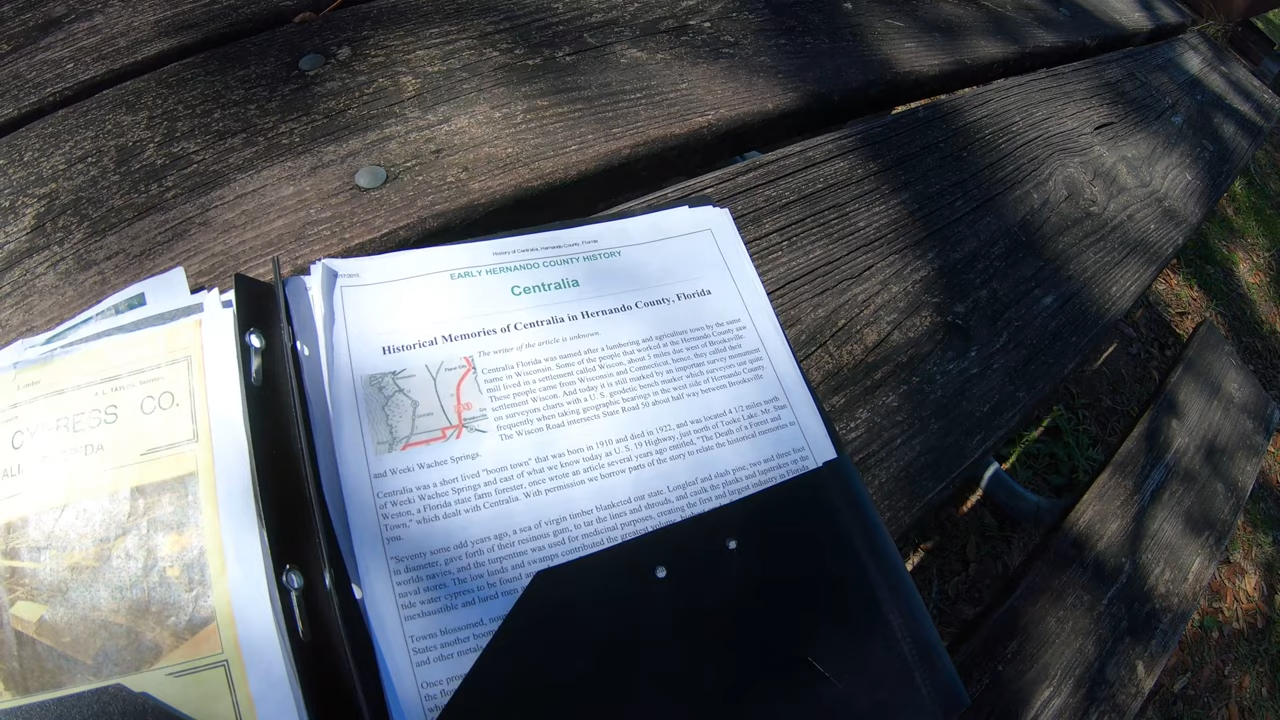 Lumber
A. L. TAYLOR,
CYPRESS CO.
History of Centralia, Hernando County, Florida
EARLY HERNANDO COUNTY HISTORY
Centralia
Historical Memories of Centralia in Hernando County, Florida
The writer of the article is unknown.
Centralia Florida was named after a lumbering and agriculture town by the same
name in Wisconsin. Some of the people that worked at the Hernando County saw
mill lived in a settlement called Wiscon, about 5 miles due west of Brooksville.
These people came from Wisconsin and Connecticut, hence, they called their
settlement Wiscon. And today it is still marked by an important survey monument
on surveyors charts with a U. S. geodetic bench mark which surveyors use quite
frequently when taking geographic bearings in the west side of Hernando County.
The Wiscon Road intersects State Road 50 about half way between Brooksville
and Weeki Wachee Springs.
Centralia was a short lived "boom town" that was born in 1910 and died in 1922, and was located 4 1/2 miles north
of Weeki Wachee Springs and east of what we know today as U. S. 19 Highway, just north of Tooke Lake. Mr. Stan
Weston, a Florida state farm forester, once wrote an article several years ago entitled, "The Death of a Forest and
Town," which dealt with Centralia. With permission we borrow parts of the story to relate the historical memories to
you.
"Seventy some odd years ago, a sea of virgin timber blanketed our state. Longleaf and slash pine, two and three foot
in diameter, gave forth of their resinous gum, to tar the lines and shrouds, and caulk the planks and lapstrakes op the
worlds navies, and the turpentine was used for medicinal purposes, creating the first and largest industry in Florida
naval stores. The low lands and swamps contributed the greatest volume,
tide water cypress to be found
inexhaustible and lured men
Towns blossomed,
States another boom
and other metals
Once
the